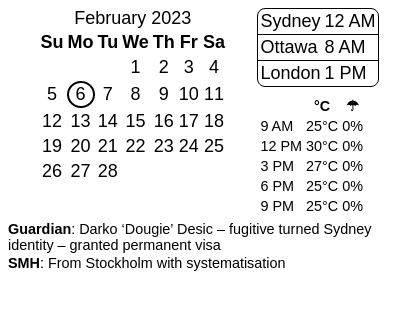 February 2023
Su Mo Tu We Th Fr Sa
1 2 3 4
5 6 7 8 9 10 11
12 13 14 15 16 17 18
19 20 21 22 23 24 25
26 27 28
Sydney 12 AM
Ottawa 8 AM
London 1 PM
°C ☂
9 AM 25°C 0%
12 PM 30°C 0%
3 PM 27°C 0%
6 PM 25°C 0%
9 PM 25°C 0%
Guardian: Darko ‘Dougie’ Desic – fugitive turned Sydney
identity – granted permanent visa
SMH: From Stockholm with systematisation